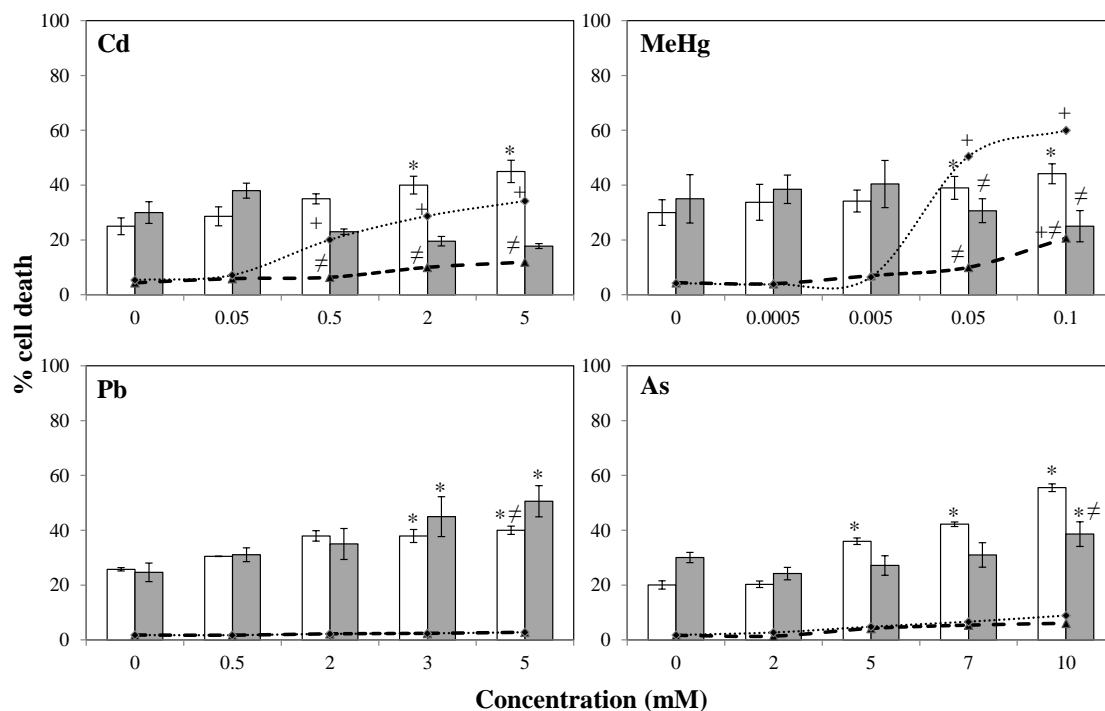 % cell death
Cd
100
80
60
40
20
0
* *
+ + +
≠ ≠ ≠
0 0.05 0.5 2 5
MeHg
100
80
60
40
20
0
+ +
* *
≠ ≠
≠ +≠
0 0.0005 0.005 0.05 0.1
Pb
100
80
60
40
20
0
* * *≠ *
0 0.5 2 3 5
As
100
80
60
40
20
0
* * * *≠
0 2 5 7 10
Concentration (mM)